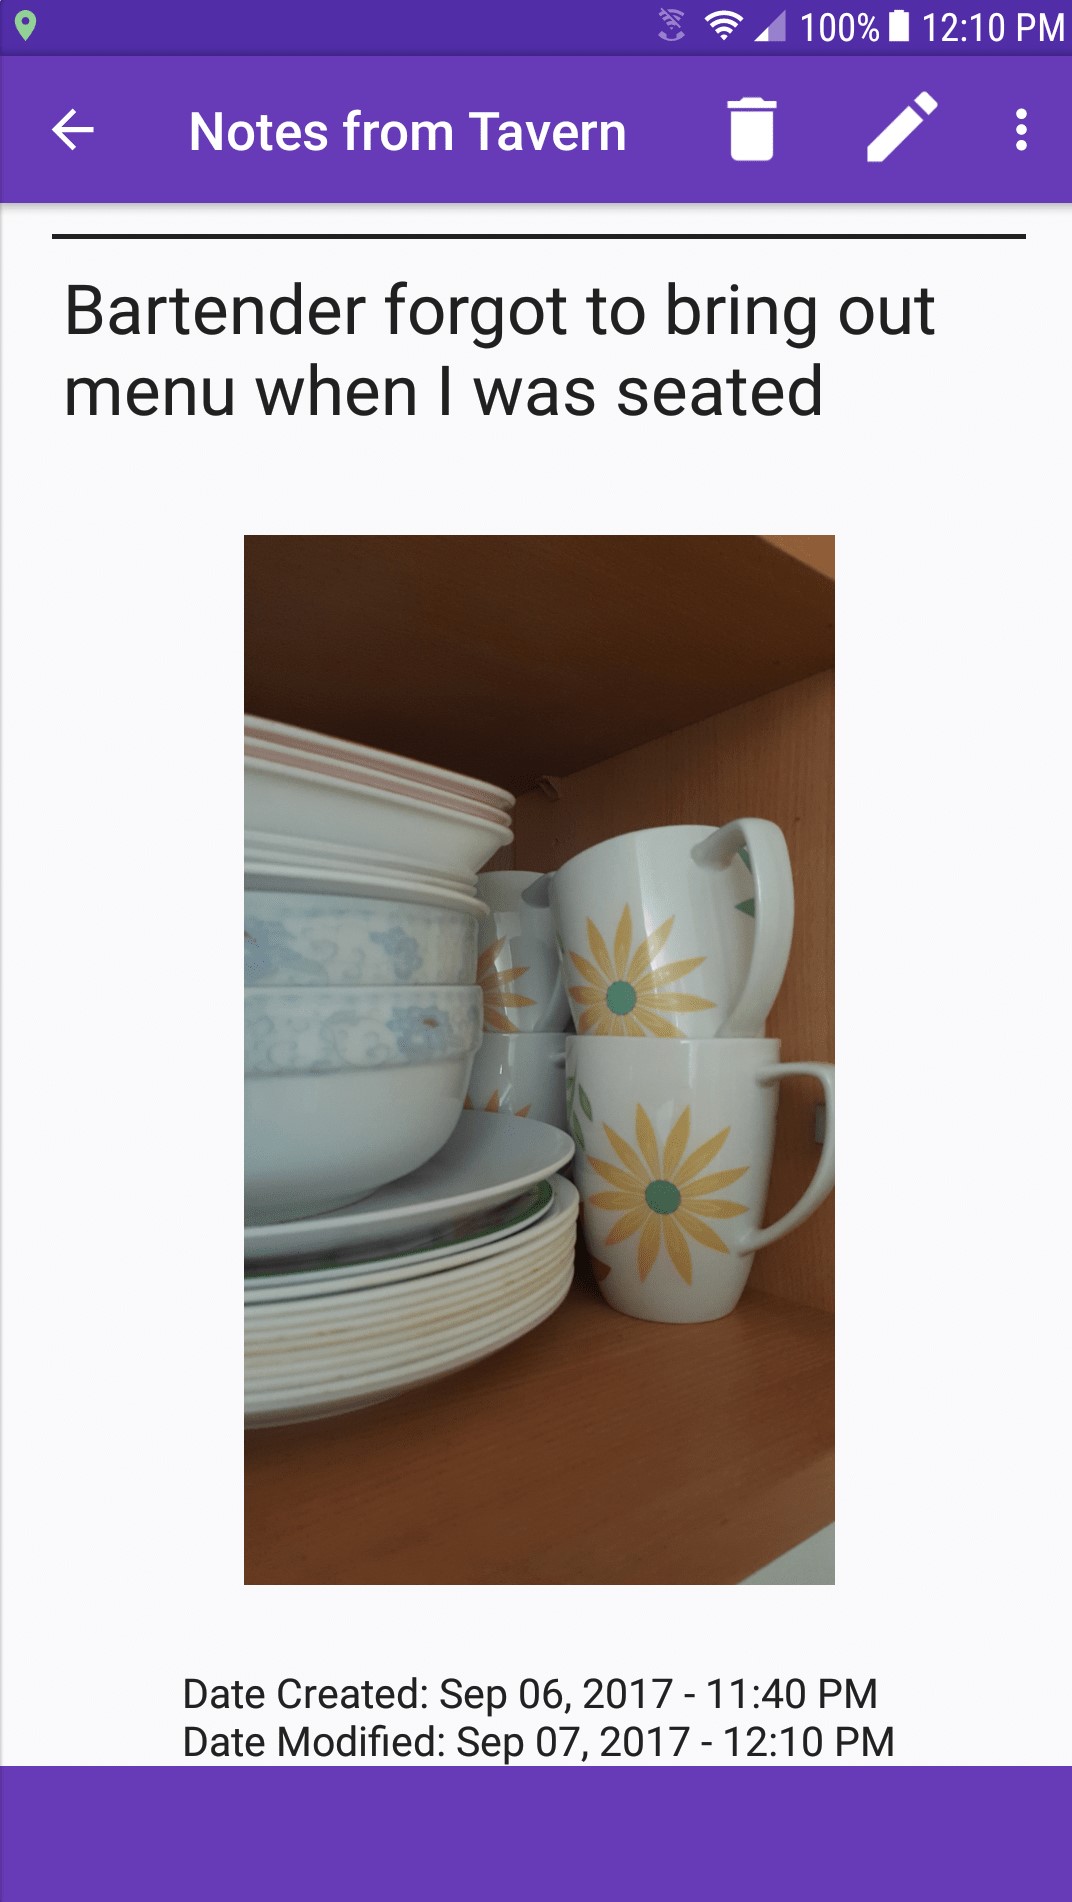 100% 12:10 PM
Notes from Tavern
Bartender forgot to bring out
menu when I was seated
Date Created: Sep 06, 2017 - 11:40 PM
Date Modified: Sep 07, 2017 - 12:10 PM